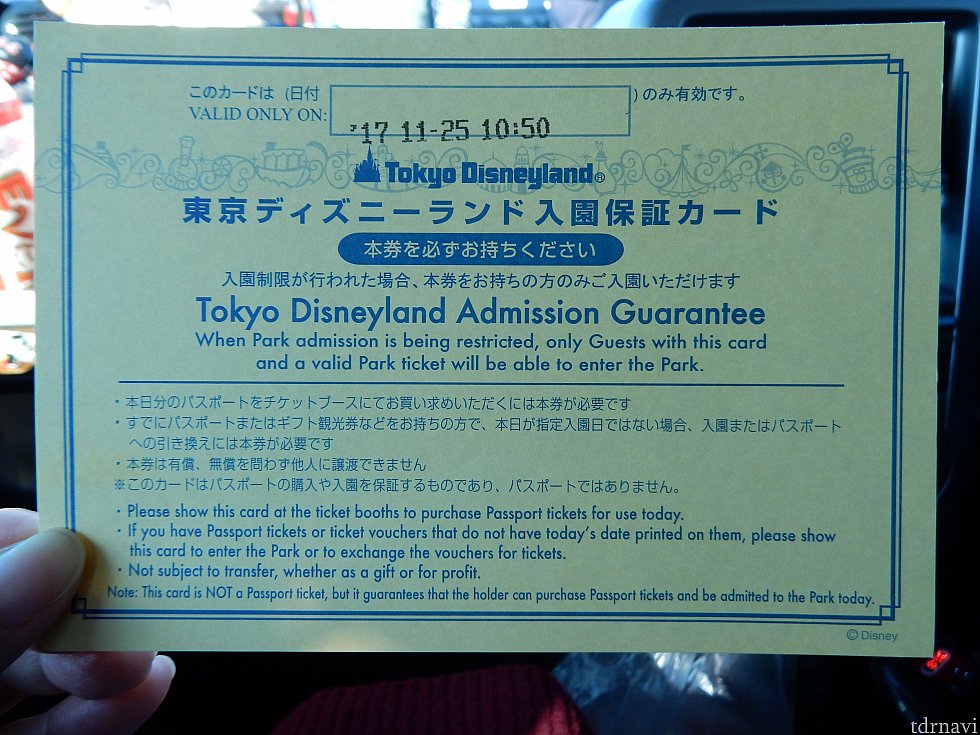 このカードは (日付
VALID ONLY ON:
) のみ有効です。
'17 11-25 10:50
Tokyo Disneyland®
東京ディズニーランド入園保証カード
本券を必ずお持ちください
入園制限が行われた場合、本券をお持ちの方のみご入園いただけます
Tokyo Disneyland Admission Guarantee
When Park admission is being restricted, only Guests with this card
and a valid Park ticket will be able to enter the Park.
・本日分のパスポートをチケットブースにてお買い求めいただくには本券が必要です
・すでにパスポートまたはギフト観光券などをお持ちの方で、本日が指定入園日ではない場合、入園またはパスポート
への引き換えには本券が必要です
・本券は有償、無償を問わず他人に譲渡できません
※このカードはパスポートの購入や入園を保証するものであり、パスポートではありません。
・Please show this card at the ticket booths to purchase Passport tickets for use today.
・If you have Passport tickets or ticket vouchers that do not have today's date printed on them, please show
this card to enter the Park or to exchange the vouchers for tickets.
・Not subject to transfer, whether as a gift or for profit.
Note: This card is NOT a Passport ticket, but it guarantees that the holder can purchase Passport tickets and be admitted to the Park today.
© Disney
tdrnavi